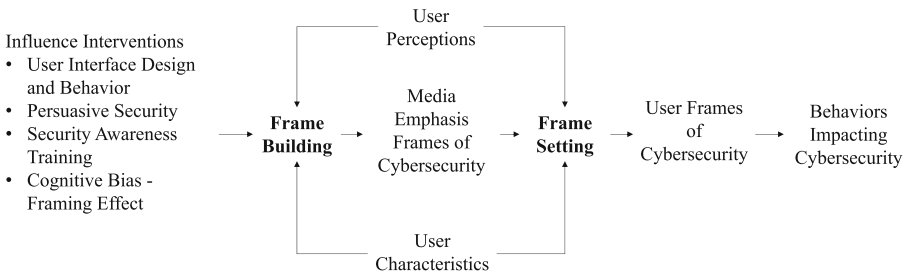 Influence Interventions
• User Interface Design
and Behavior
• Persuasive Security
• Security Awareness
Training
• Cognitive Bias -
Framing Effect
Frame
Building
User
Perceptions
Media
Emphasis
Frames of
Cybersecurity
User
Characteristics
Frame
Setting
User Frames
of
Cybersecurity
Behaviors
Impacting
Cybersecurity